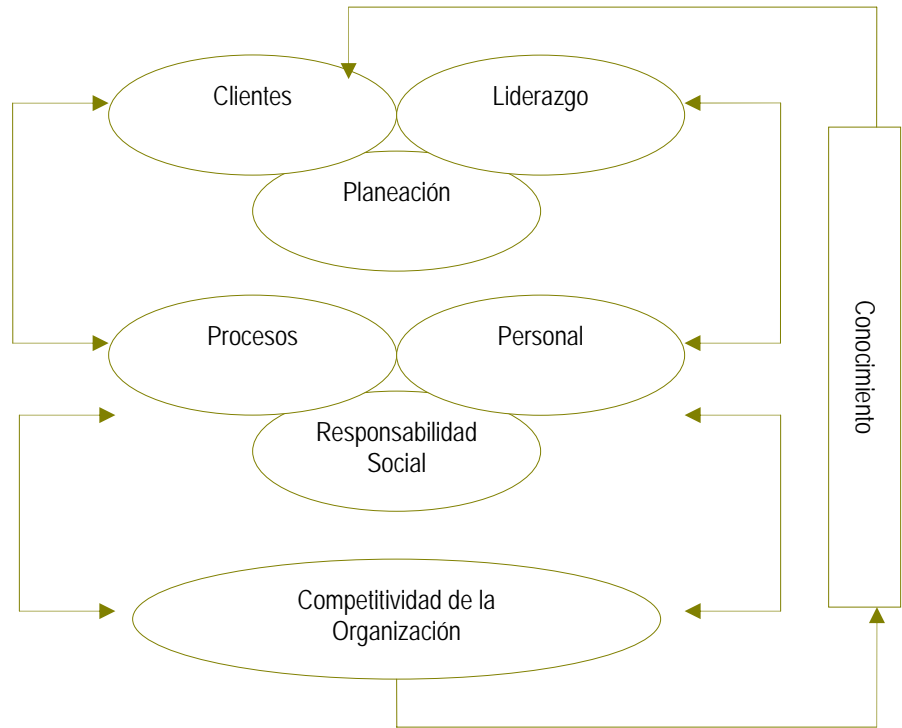 Clientes
Liderazgo
Planeación
Procesos
Personal
Responsabilidad
Social
Competitividad de la
Organización
Conocimiento